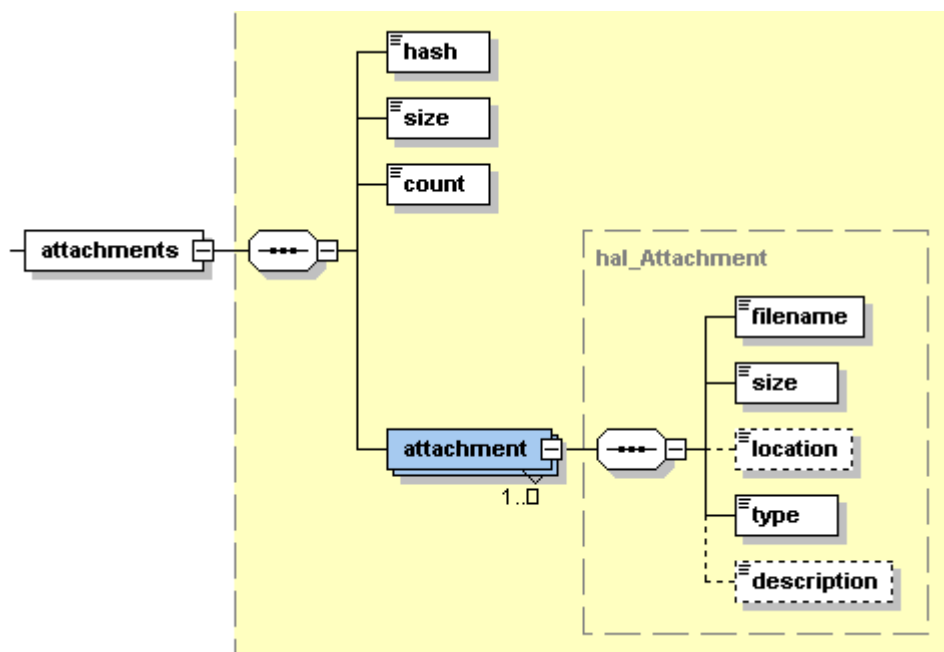 hash
size
count
attachments
hal_Attachment
filename
size
attachment
location
1..▯
type
description